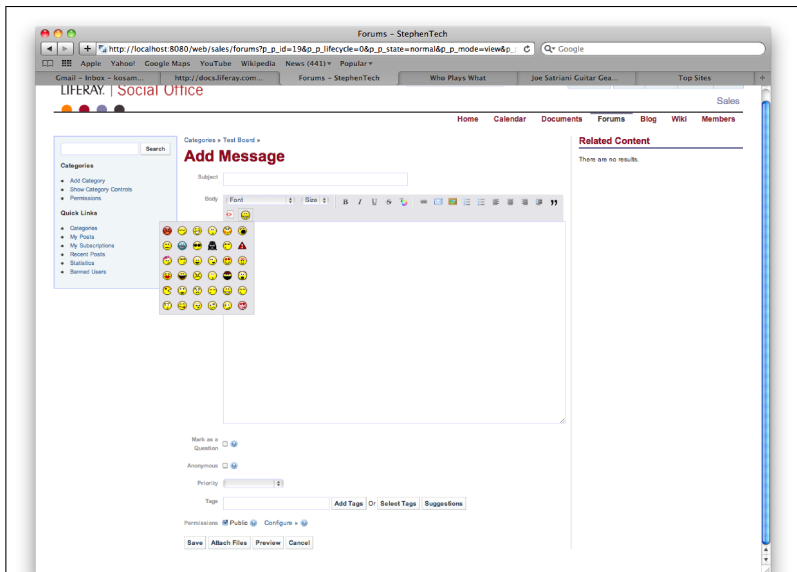 Forums – StephenTech
http://localhost:8080/web/sales/forums?p_p_id=19&p_p_lifecycle=0&p_p_state=normal&p_p_mode=view&p_
Google
Apple Yahoo! Google Maps YouTube Wikipedia News (441) Popular
Gmail – Inbox – kosam... http://docs.liferay.com... Forums – StephenTech Who Plays What Joe Satriani Guitar Gea... Top Sites
LIFERAY. | Social Office
Sales
Home Calendar Documents Forums Blog Wiki Members
Search
Categories
Add Category
Show Category Controls
Permissions
Quick Links
Categories
My Posts
My Subscriptions
Recent Posts
Statistics
Banned Users
Categories » Test Board »
Add Message
Subject
Body Font Size B I U S
Mark as a
Question
Anonymous
Priority
Tags Add Tags Or Select Tags Suggestions
Permissions Public Configure »
Save Attach Files Preview Cancel
Related Content
There are no results.